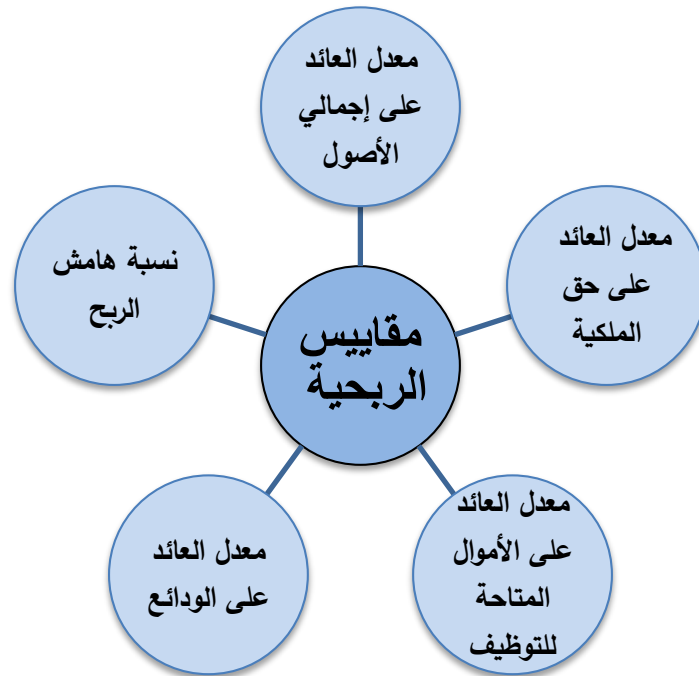 معدل العائد
على إجمالي
الأصول
معدل العائد
على حق
الملكية
نسبة هامش
الربح
مقاييس
الربحية
معدل العائد
على الأموال
المتاحة
للتوظيف
معدل العائد
على الودائع